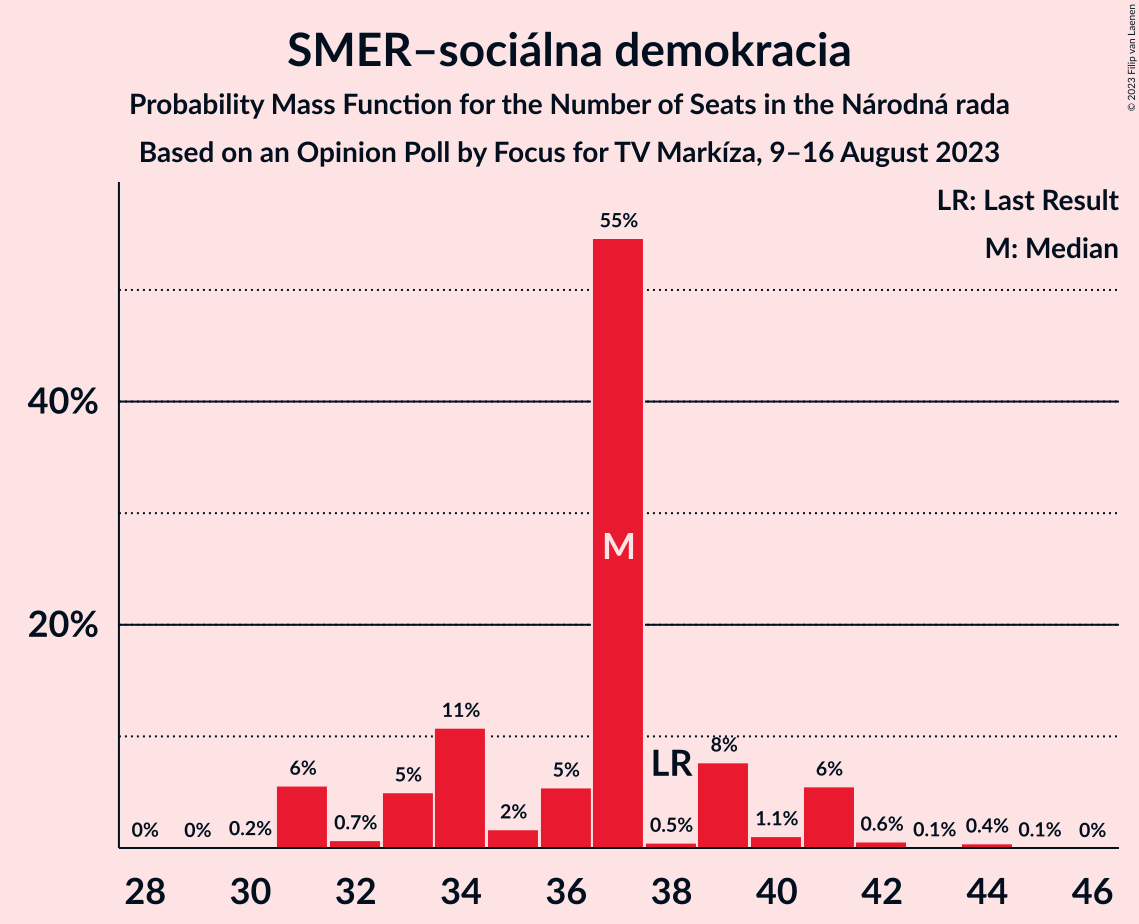 SMER–sociálna demokracia
Probability Mass Function for the Number of Seats in the Národná rada
Based on an Opinion Poll by Focus for TV Markíza, 9–16 August 2023
© 2023 Filip van Laenen
LR: Last Result
M: Median
55%
40%
M
20%
11%
LR
8%
6%
5%
5%
6%
2%
0%
0%
0.2%
0.7%
0.5%
1.1%
0.6%
0.1%
0.4%
0.1%
0%
28 30 32 34 36 38 40 42 44 46